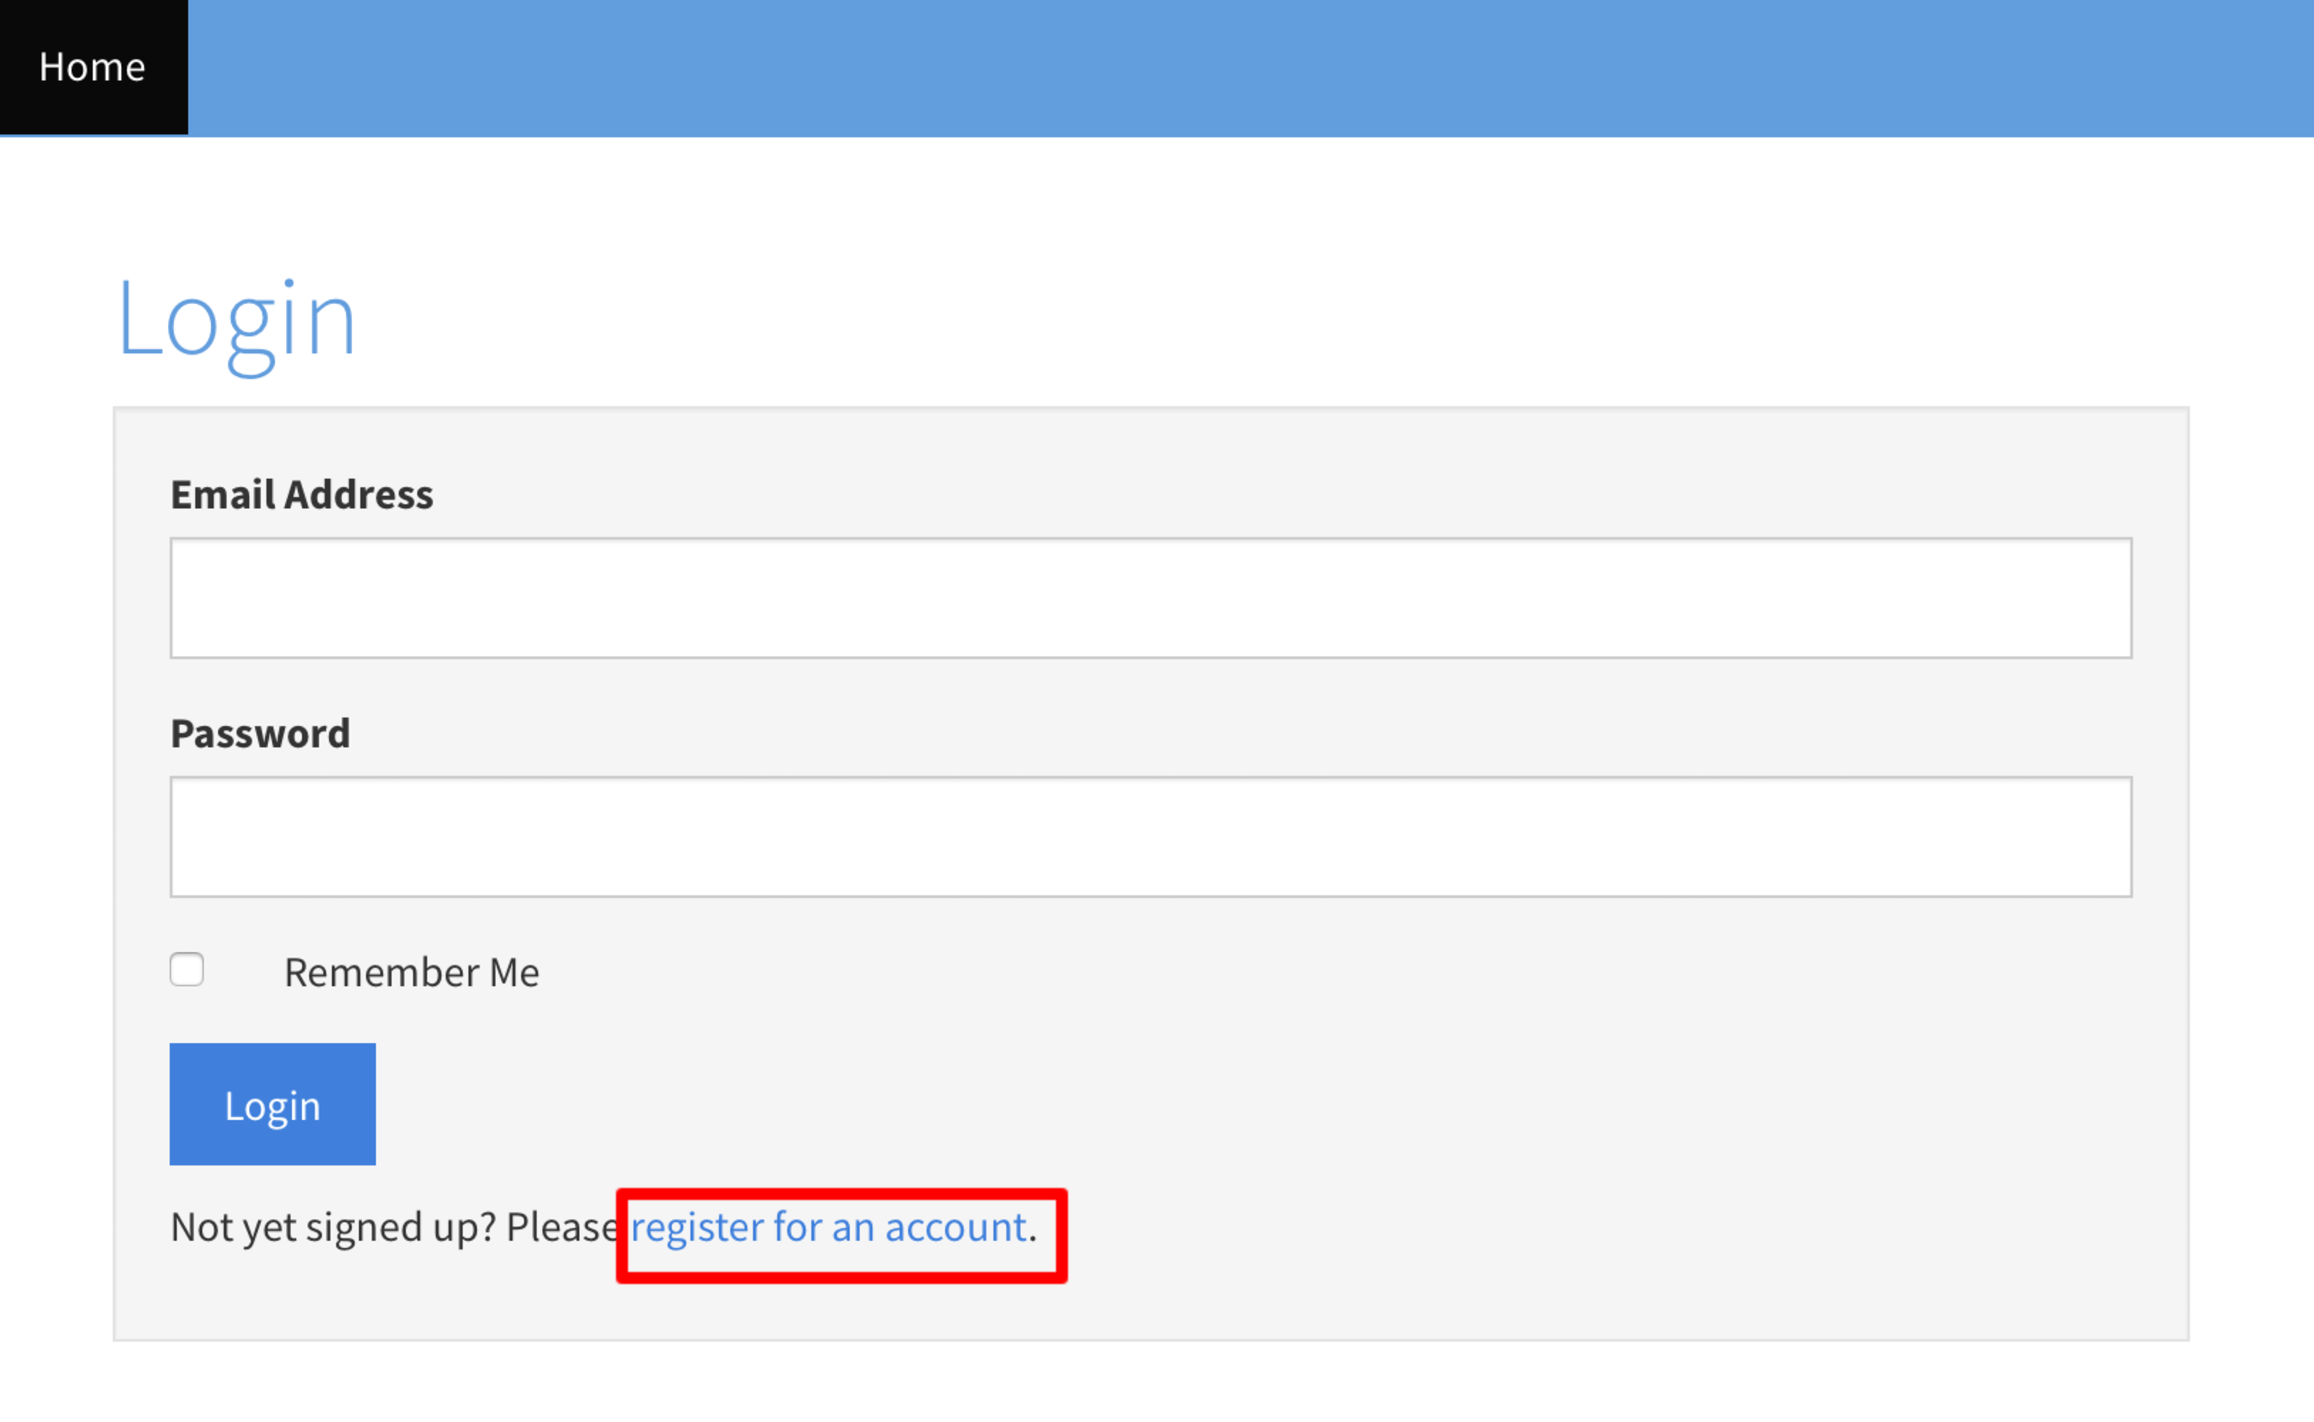 Home
Login
Email Address
Password
Remember Me
Login
Not yet signed up? Please register for an account.